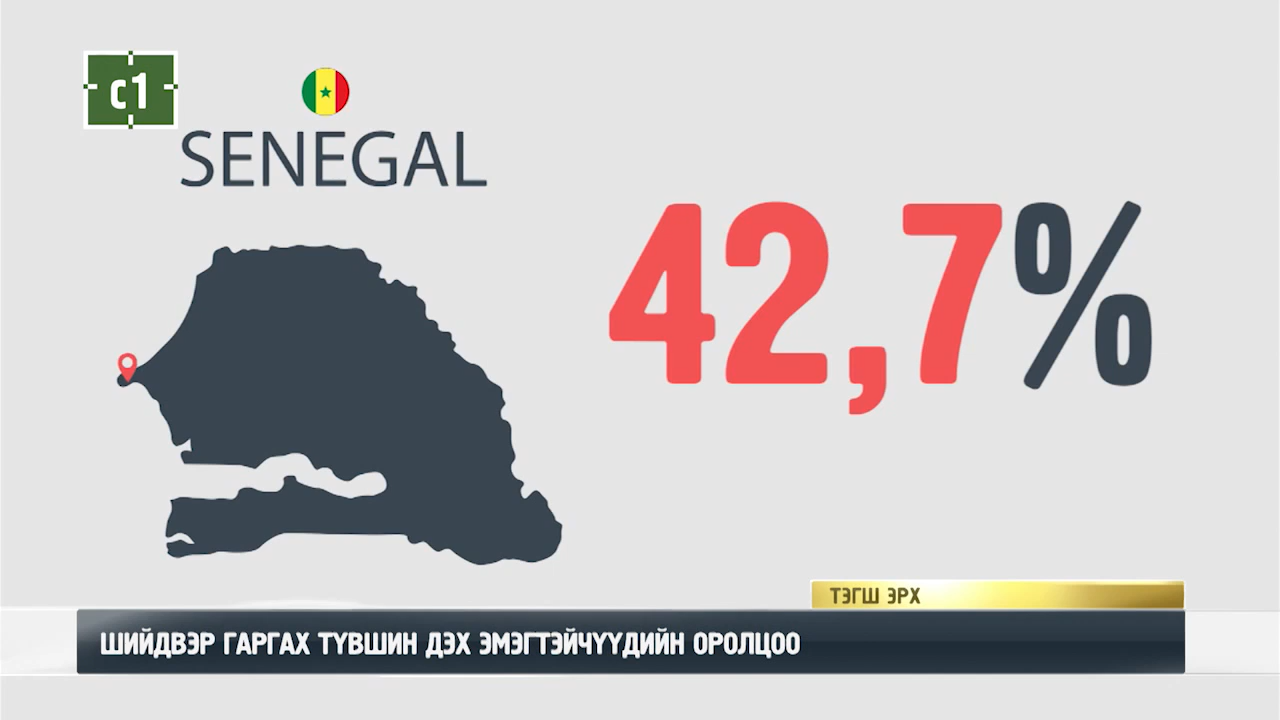 c1
SENEGAL
42,7%
ТЭГШ ЭРХ
ШИЙДВЭР ГАРГАХ ТҮВШИН ДЭХ ЭМЭГТЭЙЧҮҮДИЙН ОРОЛЦОО